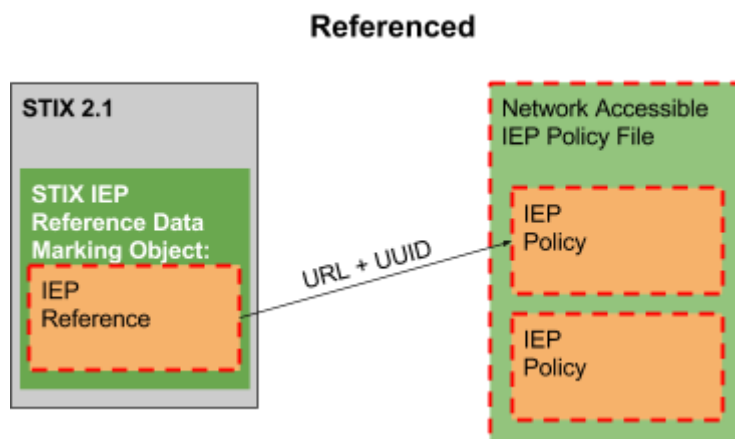 Referenced
STIX 2.1
STIX IEP
Reference Data
Marking Object:
IEP
Reference
URL + UUID
Network Accessible
IEP Policy File
IEP
Policy
IEP
Policy